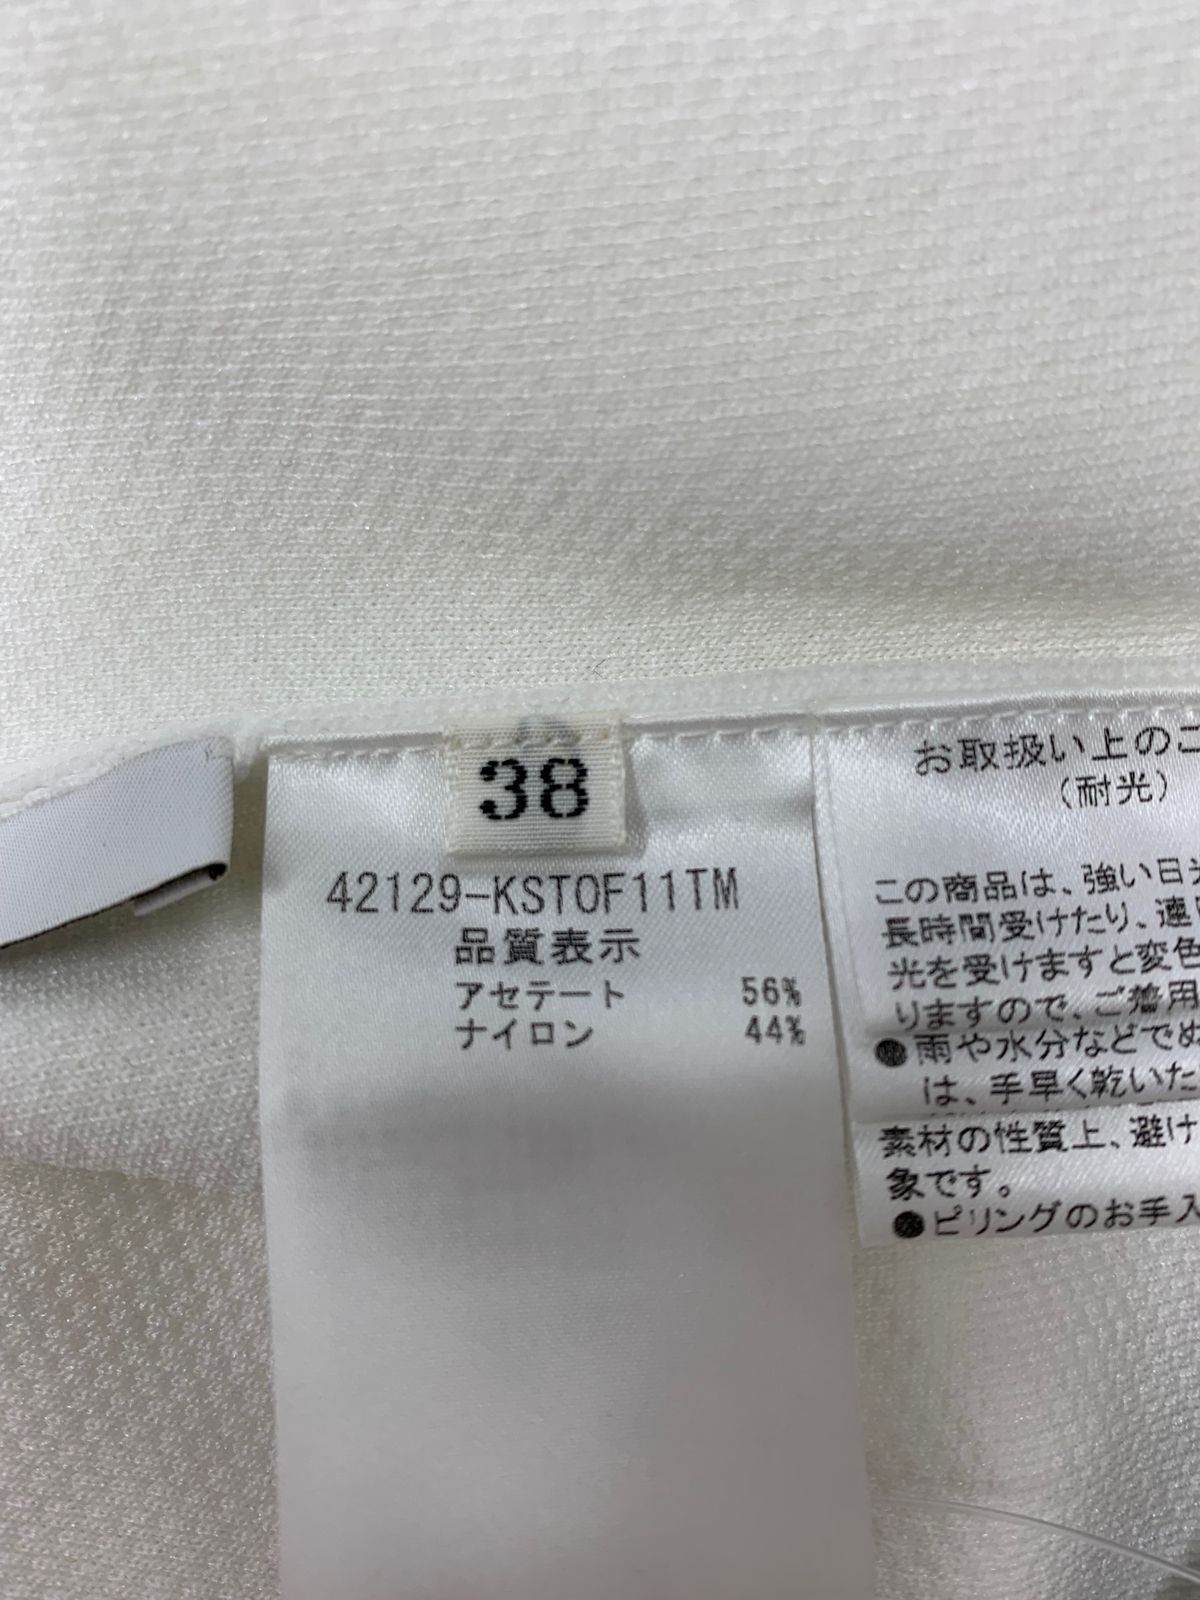 38
42129-KSTOF11TM
品質表示
アセテート 56%
ナイロン 44%
お取扱い上のご
(耐光)
この商品は、強い日光
長時間受けたり、連
光を受けますと変色
りますので、ご着用
●雨や水分などでぬ
は、手早く乾いた
素材の性質上、避け
象です。
●ピリングのお手入